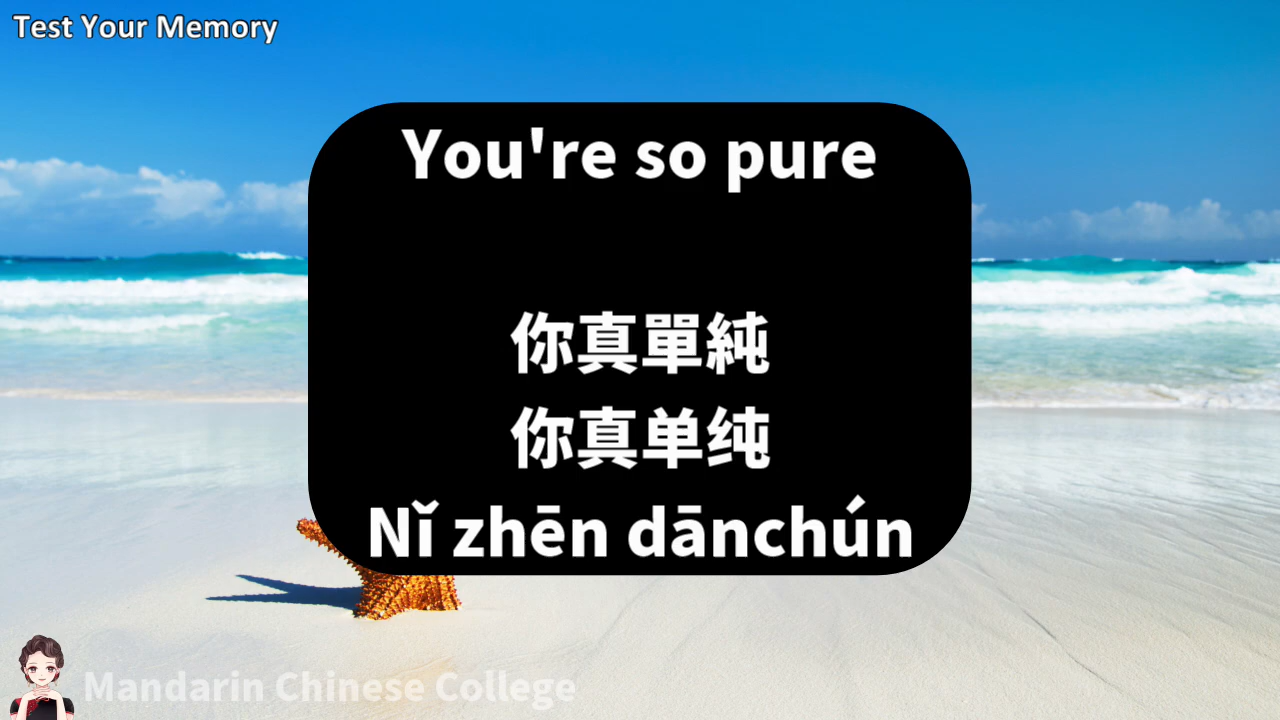 Test Your Memory
You're so pure
你真單純
你真单纯
Nǐ zhēn dānchún
Mandarin Chinese College